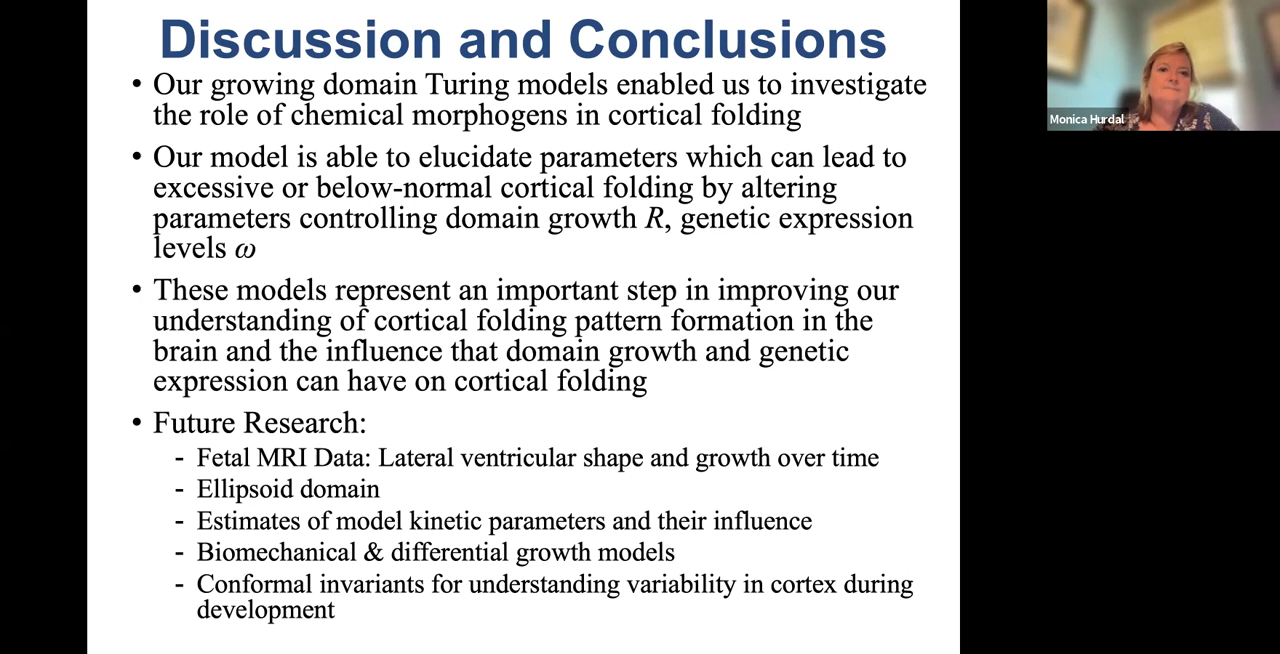 Discussion and Conclusions
• Our growing domain Turing models enabled us to investigate
the role of chemical morphogens in cortical folding
• Our model is able to elucidate parameters which can lead to
excessive or below-normal cortical folding by altering
parameters controlling domain growth R, genetic expression
levels ω
• These models represent an important step in improving our
understanding of cortical folding pattern formation in the
brain and the influence that domain growth and genetic
expression can have on cortical folding
• Future Research:
- Fetal MRI Data: Lateral ventricular shape and growth over time
- Ellipsoid domain
- Estimates of model kinetic parameters and their influence
- Biomechanical & differential growth models
- Conformal invariants for understanding variability in cortex during
development
Monica Hurdal